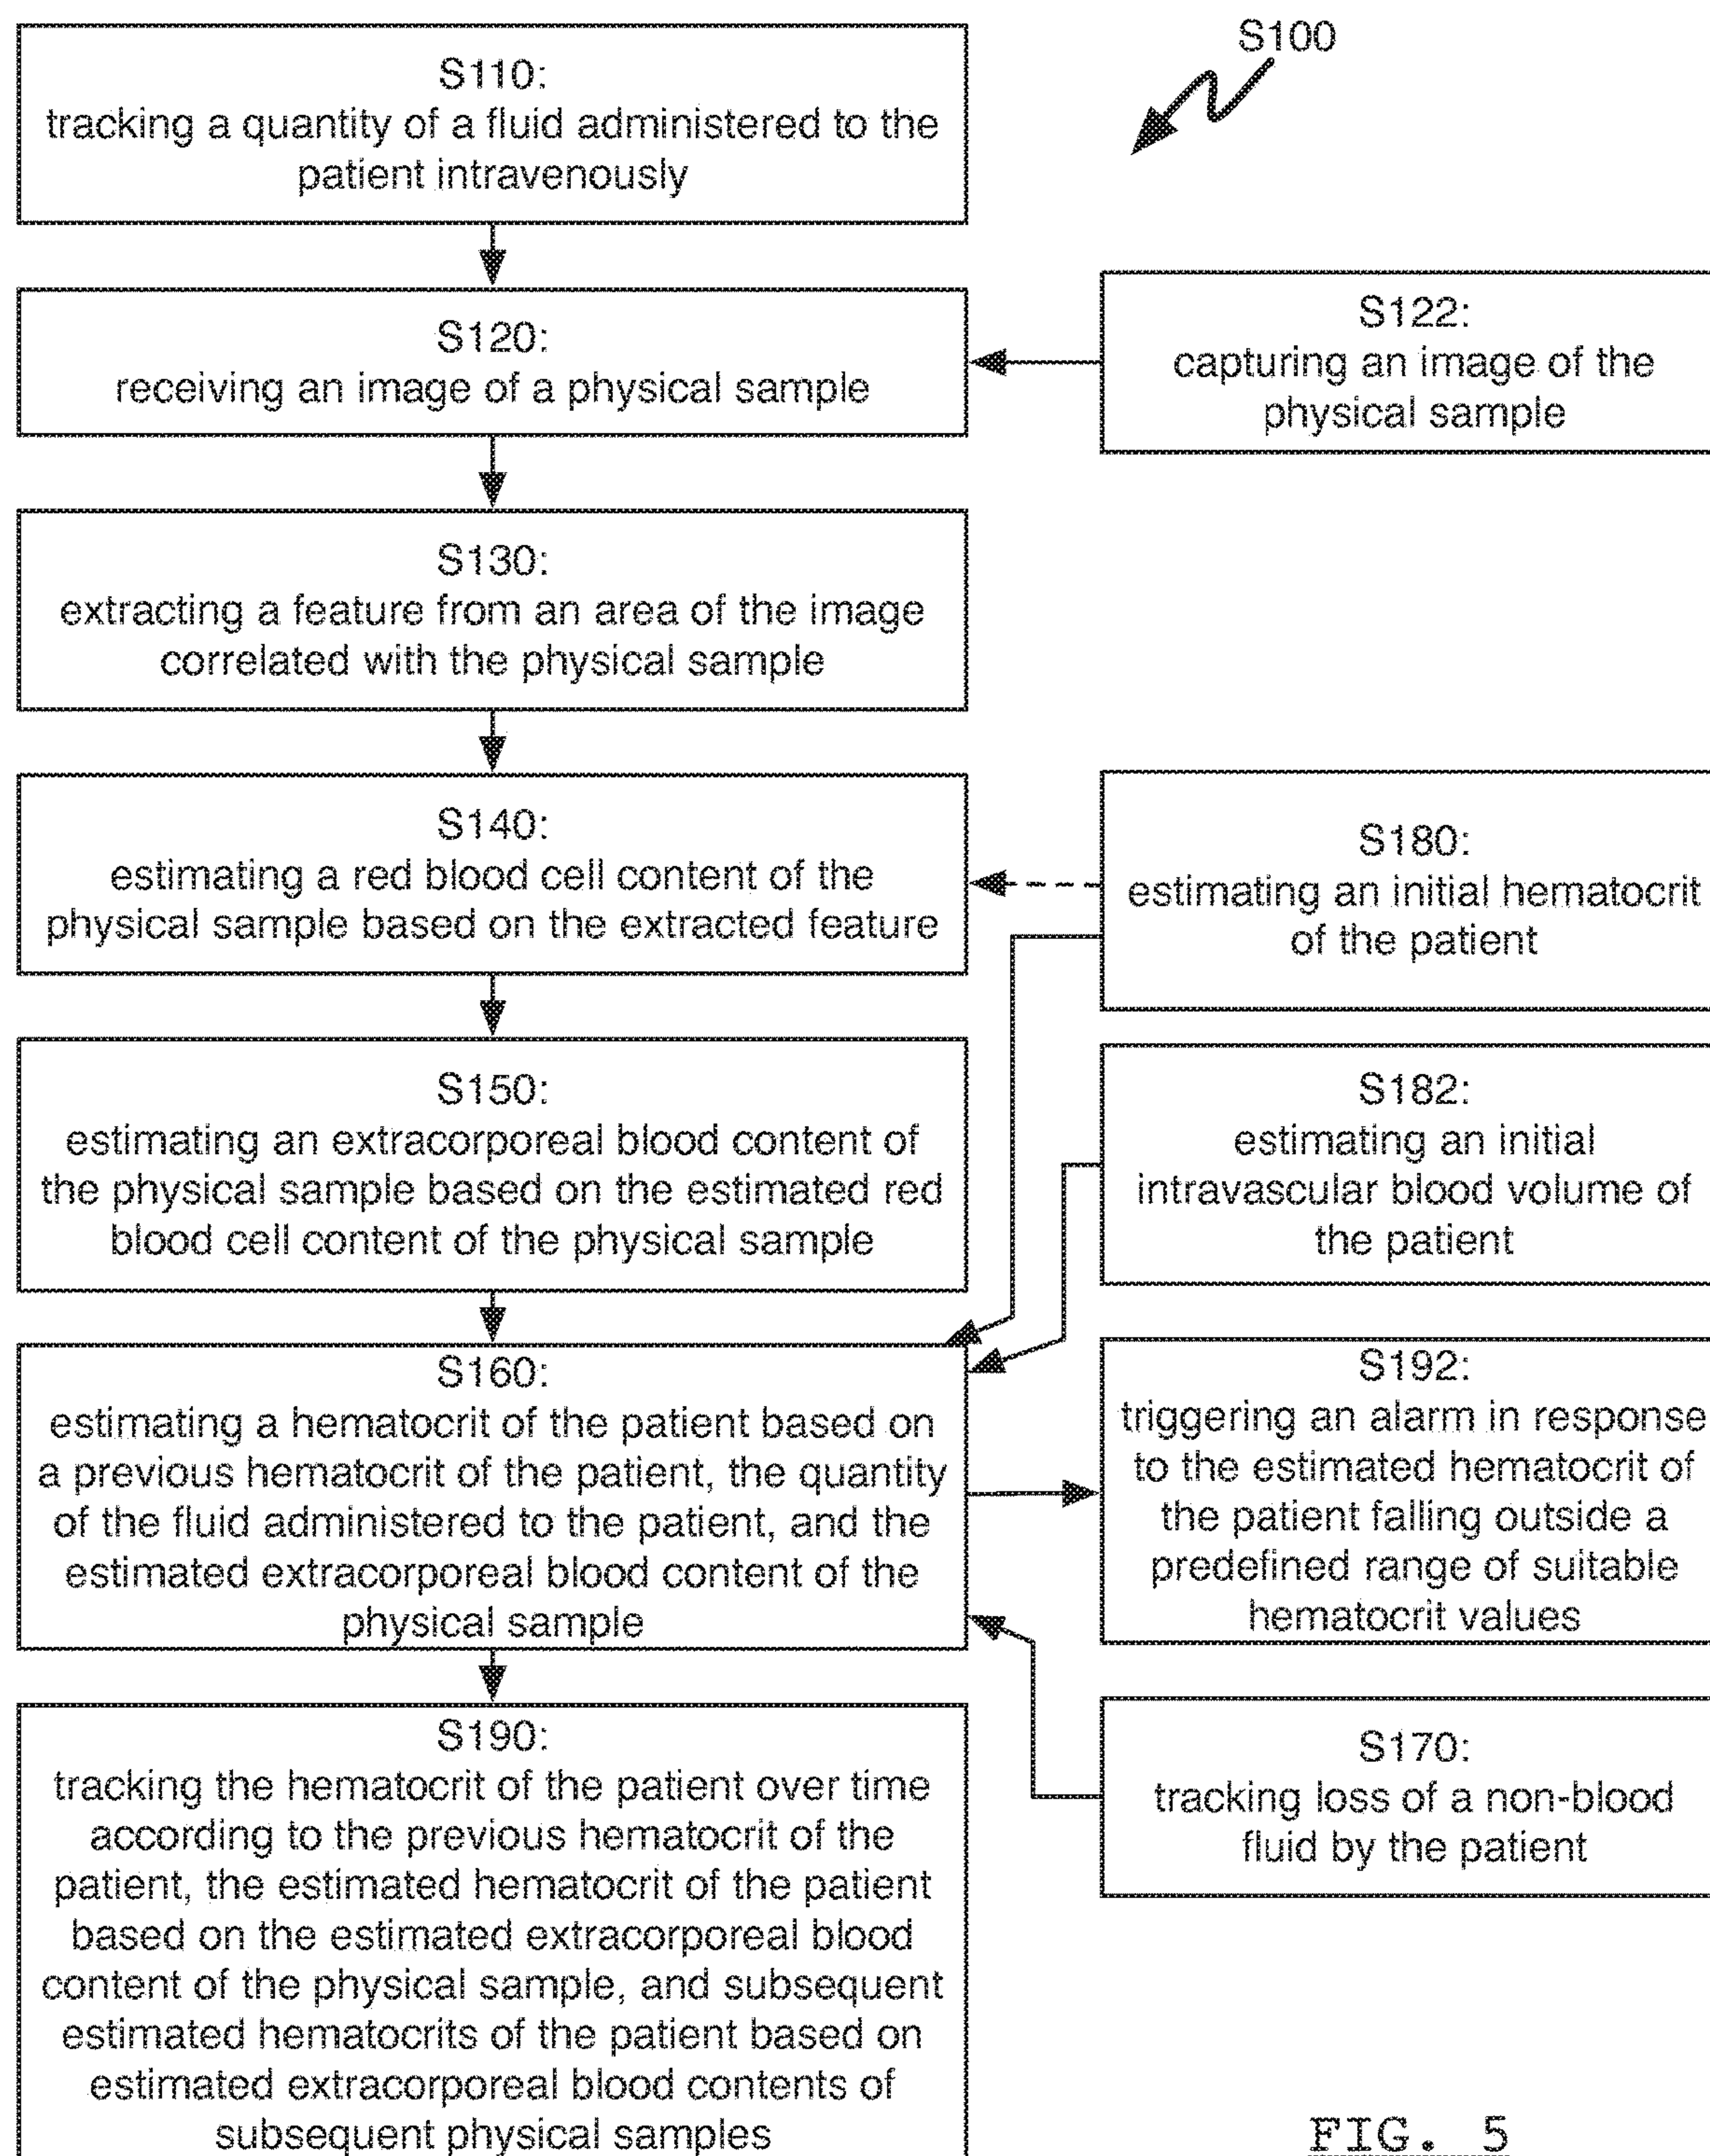 S100
S110:
tracking a quantity of a fluid administered to the
patient intravenously
S120:
receiving an image of a physical sample
S122:
capturing an image of the
physical sample
S130:
extracting a feature from an area of the image
correlated with the physical sample
S140:
estimating a red blood cell content of the
physical sample based on the extracted feature
S180:
estimating an initial hematocrit
of the patient
S150:
estimating an extracorporeal blood content of
the physical sample based on the estimated red
blood cell content of the physical sample
S182:
estimating an initial
intravascular blood volume of
the patient
S160:
estimating a hematocrit of the patient based on
a previous hematocrit of the patient, the quantity
of the fluid administered to the patient, and the
estimated extracorporeal blood content of the
physical sample
S192:
triggering an alarm in response
to the estimated hematocrit of
the patient falling outside a
predefined range of suitable
hematocrit values
S190:
tracking the hematocrit of the patient over time
according to the previous hematocrit of the
patient, the estimated hematocrit of the patient
based on the estimated extracorporeal blood
content of the physical sample, and subsequent
estimated hematocrits of the patient based on
estimated extracorporeal blood contents of
subsequent physical samples
S170:
tracking loss of a non-blood
fluid by the patient
FIG. 5